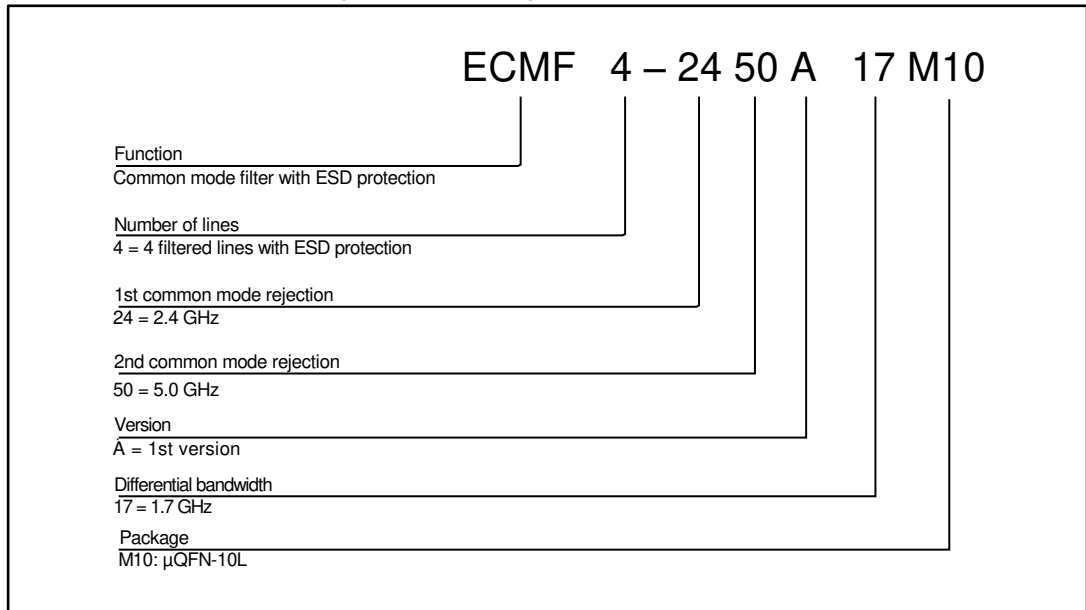 ECMF 4 – 24 50 A 17 M10
Function
Common mode filter with ESD protection
Number of lines
4 = 4 filtered lines with ESD protection
1st common mode rejection
24 = 2.4 GHz
2nd common mode rejection
50 = 5.0 GHz
Version
A = 1st version
Differential bandwidth
17 = 1.7 GHz
Package
M10: µQFN-10L